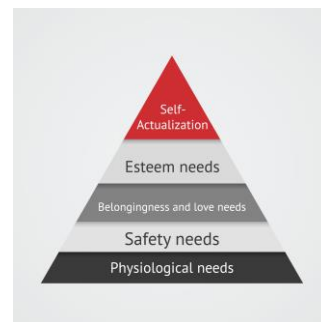 Self-
Actualization
Esteem needs
Belongingness and love needs
Safety needs
Physiological needs